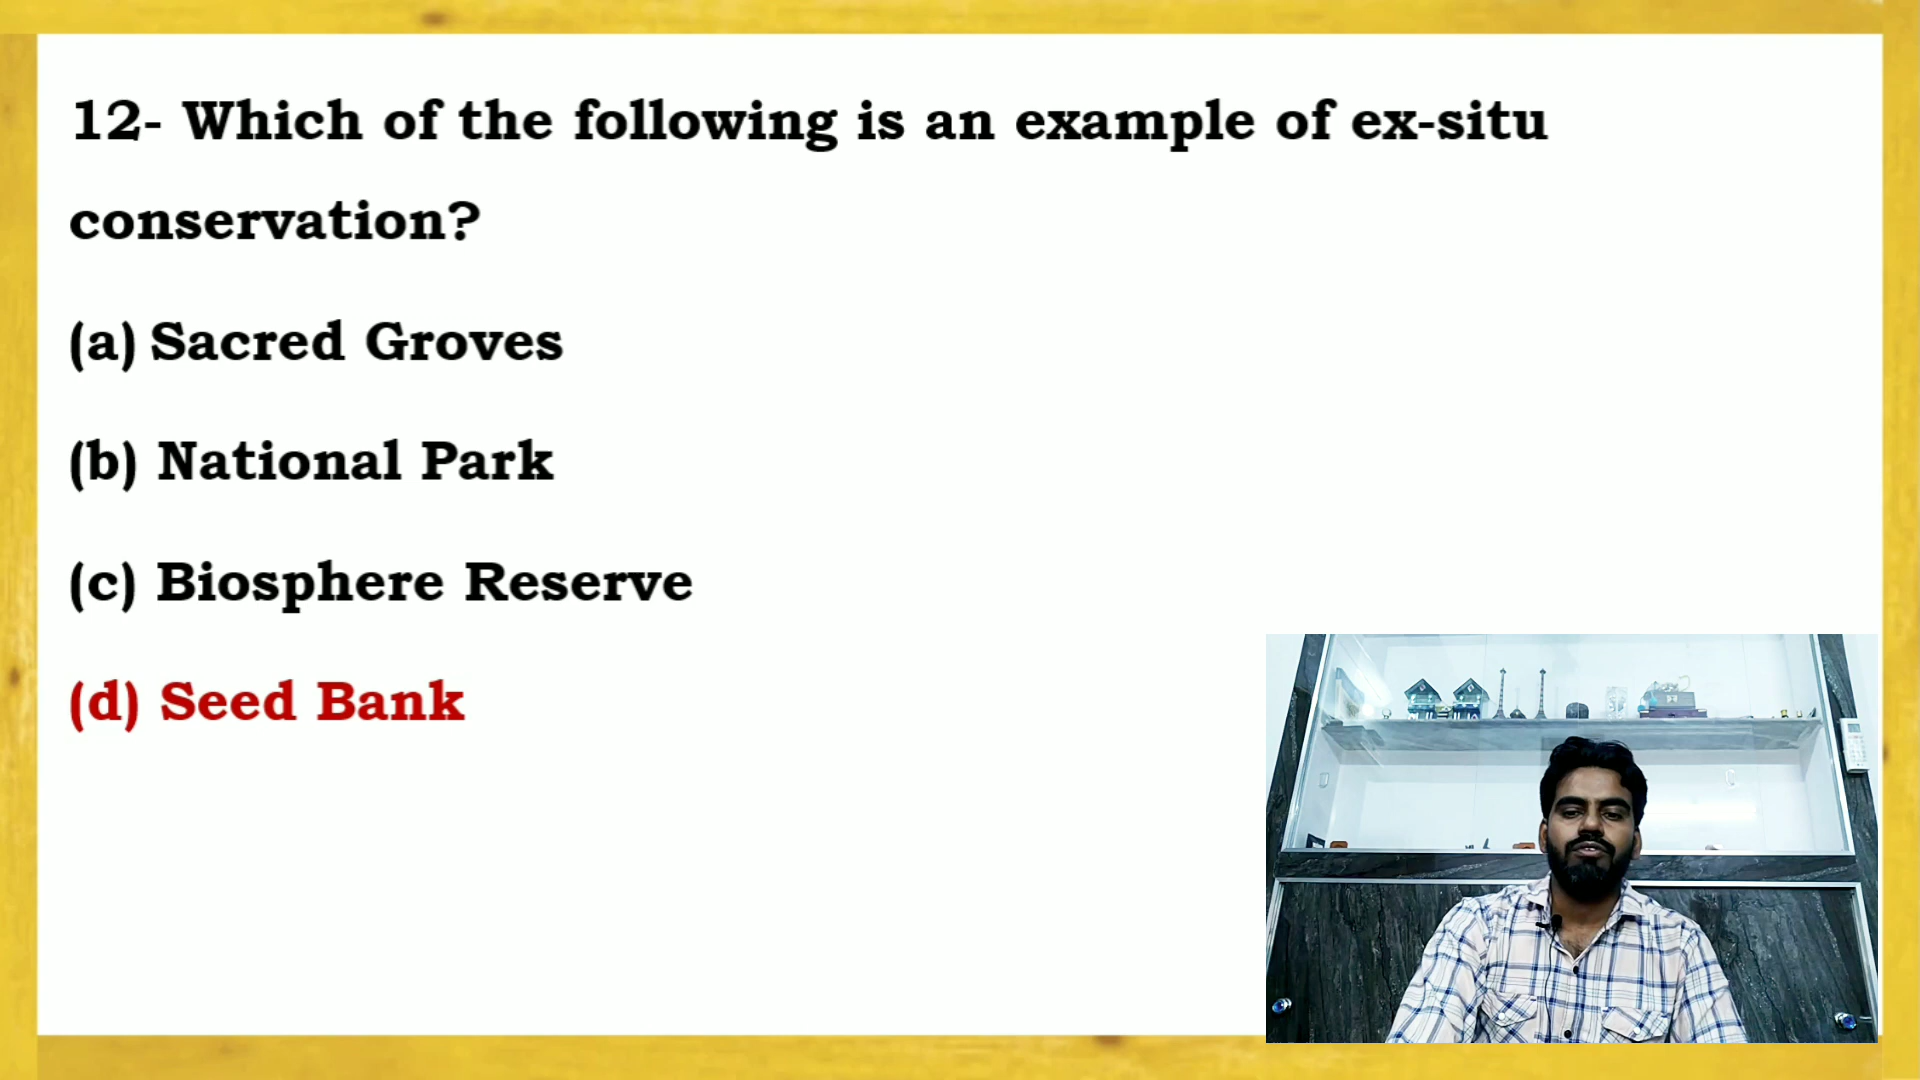 12- Which of the following is an example of ex-situ
conservation?
(a) Sacred Groves
(b) National Park
(c) Biosphere Reserve
(d) Seed Bank